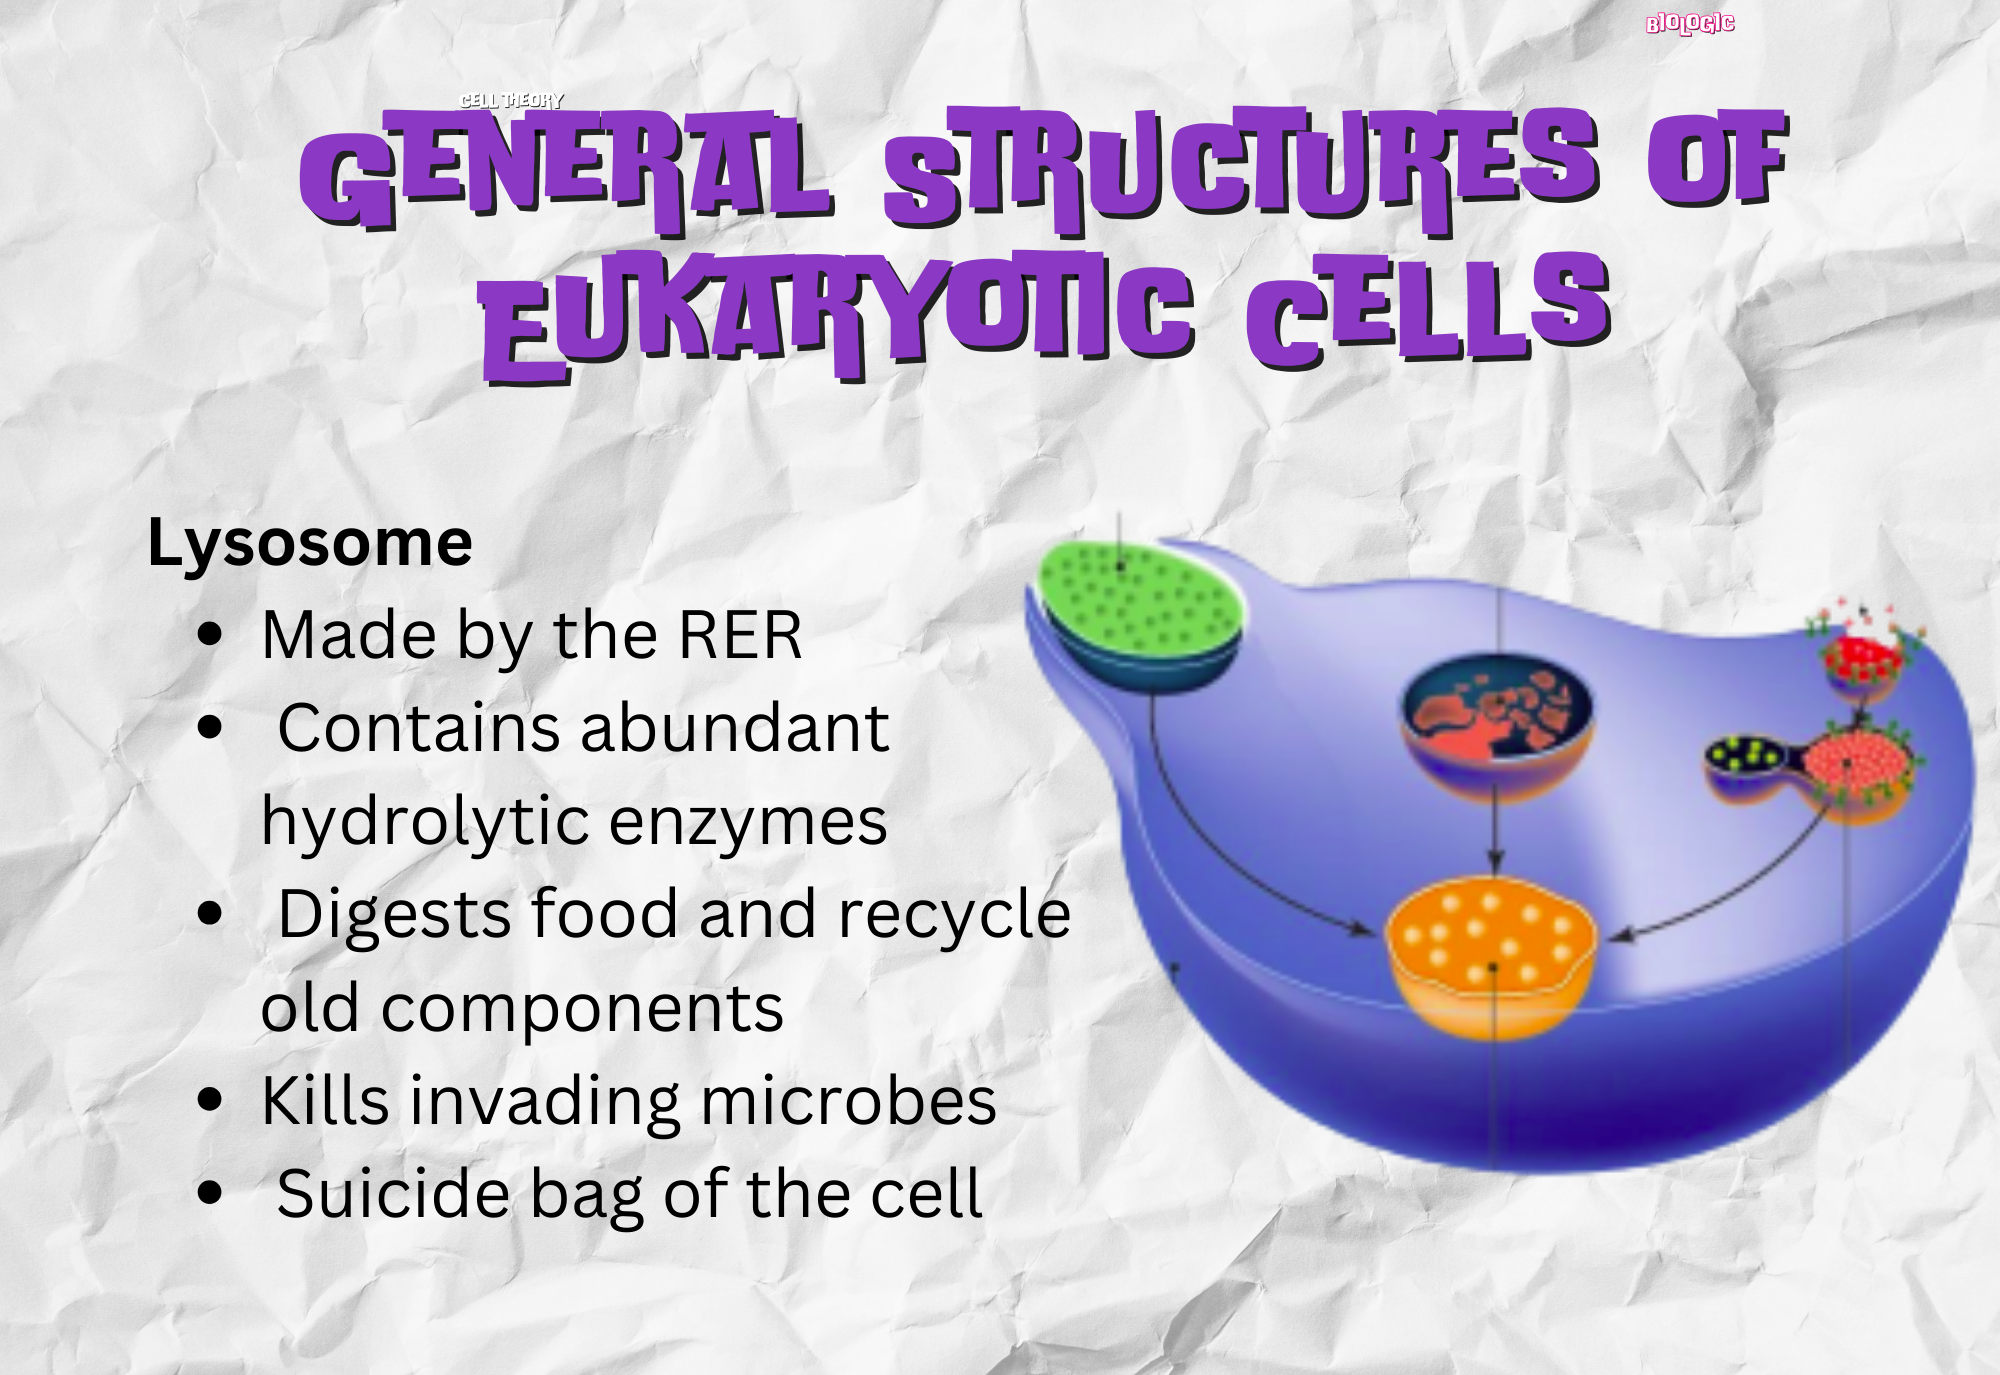 BIOLOGIC
CELL THEORY
GENERAL STRUCTURES OF
EUKARYOTIC CELLS
Lysosome
• Made by the RER
• Contains abundant
hydrolytic enzymes
• Digests food and recycle
old components
• Kills invading microbes
• Suicide bag of the cell